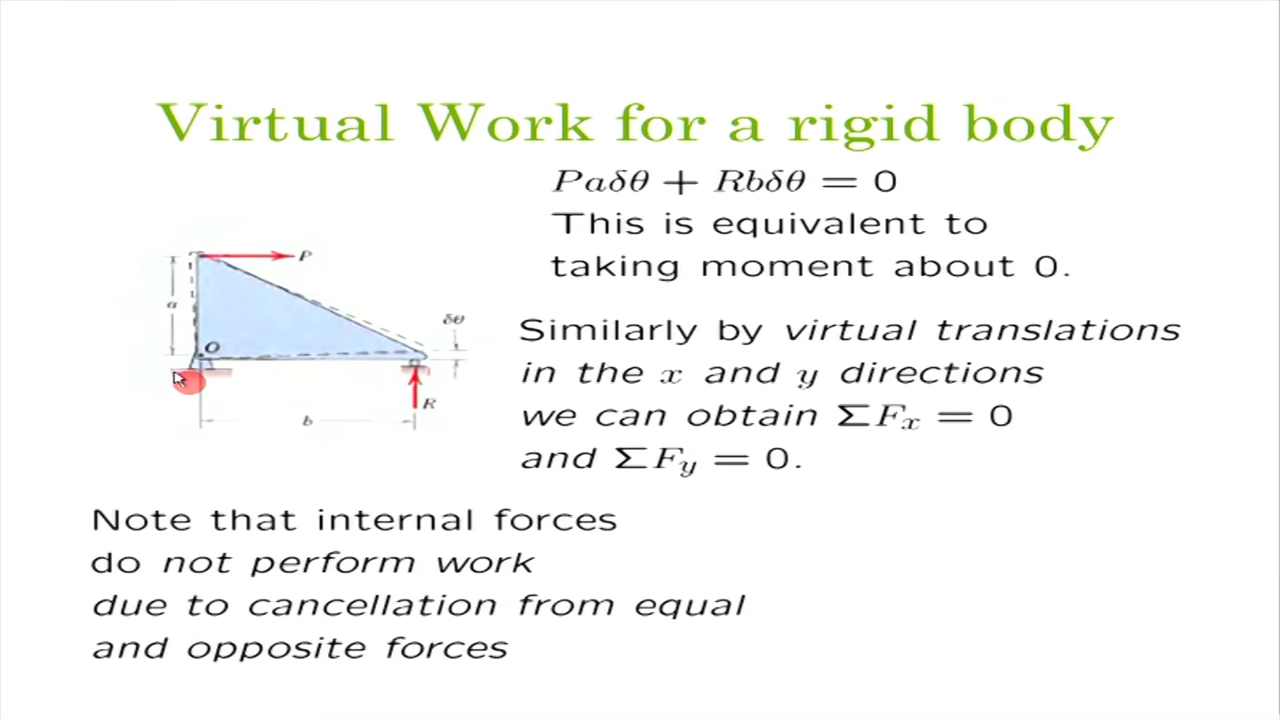 Virtual Work for a rigid body
Paδθ + Rbδθ = 0
This is equivalent to
taking moment about 0.
P
a
δθ
O
R
b
Similarly by virtual translations
in the x and y directions
we can obtain ΣFₓ = 0
and ΣF_y = 0.
Note that internal forces
do not perform work
due to cancellation from equal
and opposite forces